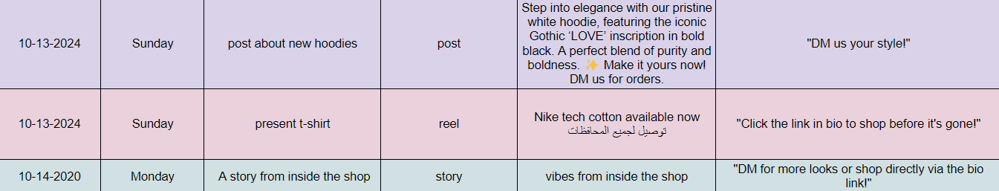 10-13-2024
Sunday
post about new hoodies
post
Step into elegance with our pristine
white hoodie, featuring the iconic
Gothic ‘LOVE’ inscription in bold
black. A perfect blend of purity and
boldness. ✨ Make it yours now!
DM us for orders.
"DM us your style!"
10-13-2024
Sunday
present t-shirt
reel
Nike tech cotton available now
توصيل لجميع المحافظات
"Click the link in bio to shop before it's gone!"
10-14-2020
Monday
A story from inside the shop
story
vibes from inside the shop
"DM for more looks or shop directly via the bio
link!"